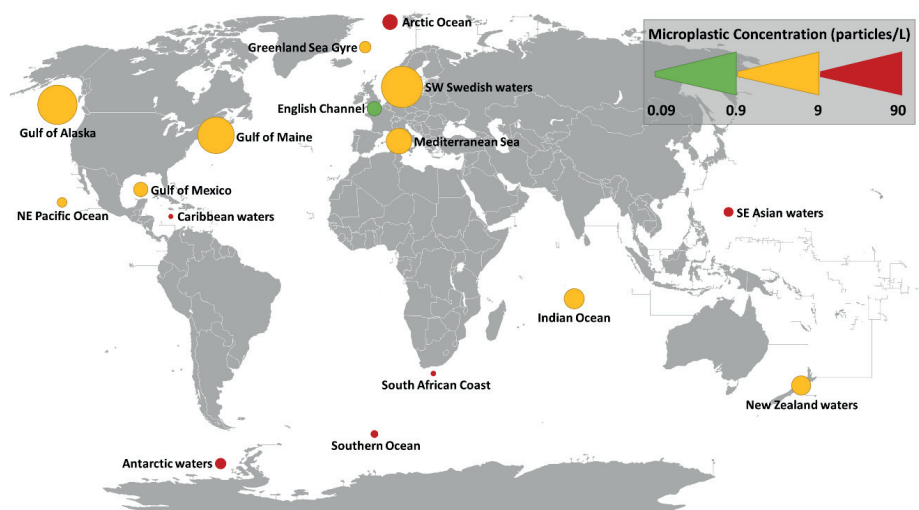 Arctic Ocean
Microplastic Concentration (particles/L)
0.09 0.9 9 90
Greenland Sea Gyre
SW Swedish waters
English Channel
Gulf of Alaska
Gulf of Maine
Mediterranean Sea
Gulf of Mexico
NE Pacific Ocean
Caribbean waters
SE Asian waters
Indian Ocean
South African Coast
New Zealand waters
Southern Ocean
Antarctic waters